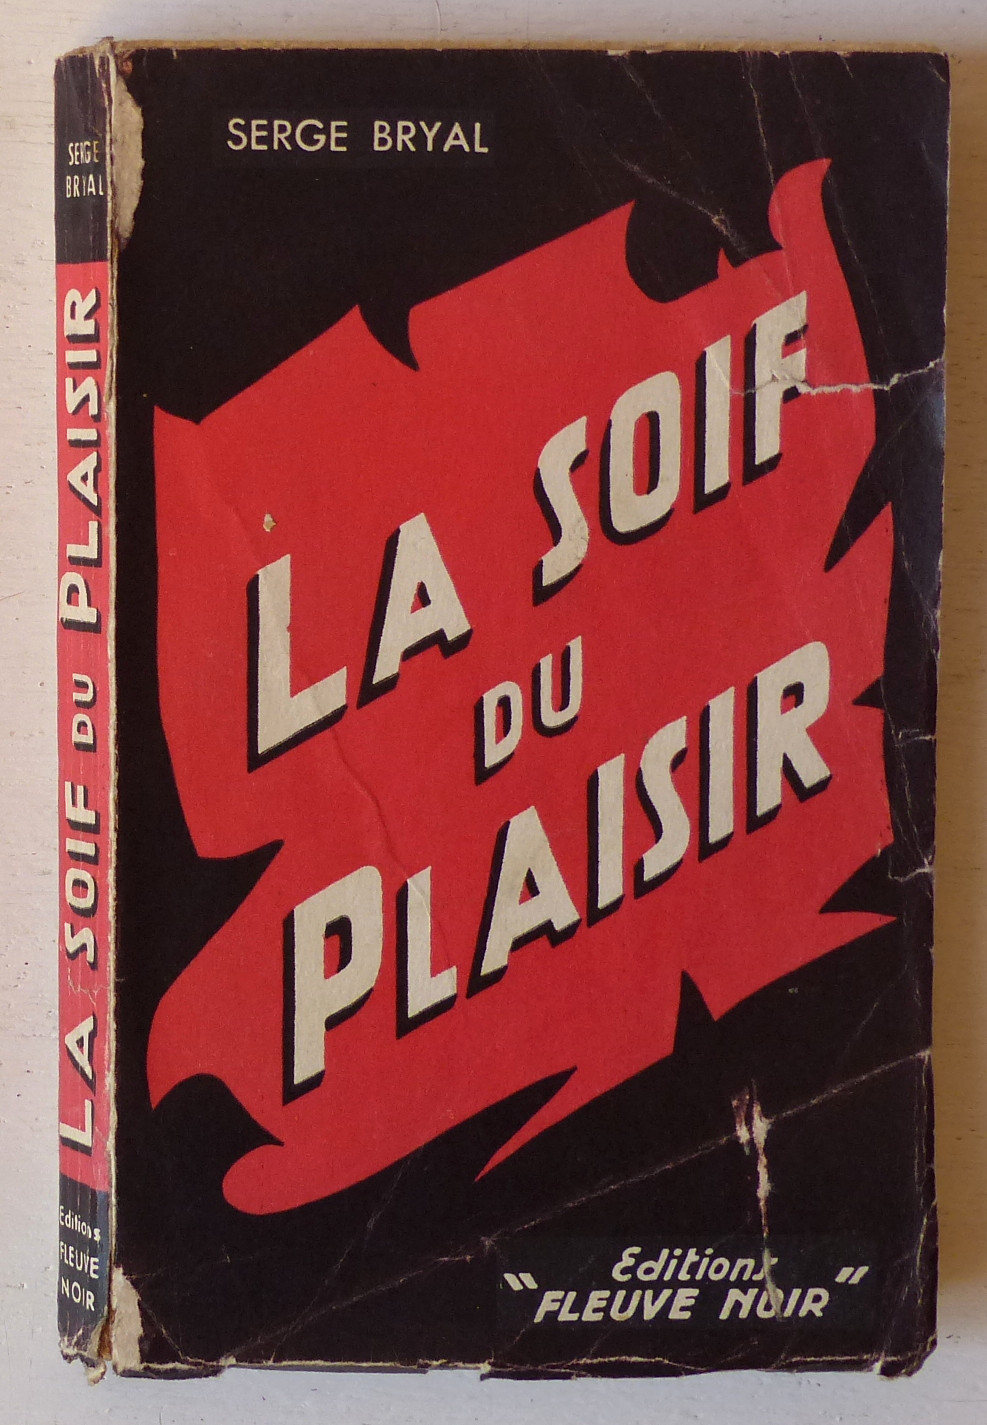 SERGE BRYAL
LA SOIF
DU
PLAISIR
Editions
"FLEUVE NOIR"
SERGE
BRYAL
LA SOIF DU PLAISIR
Editions
FLEUVE
NOIR